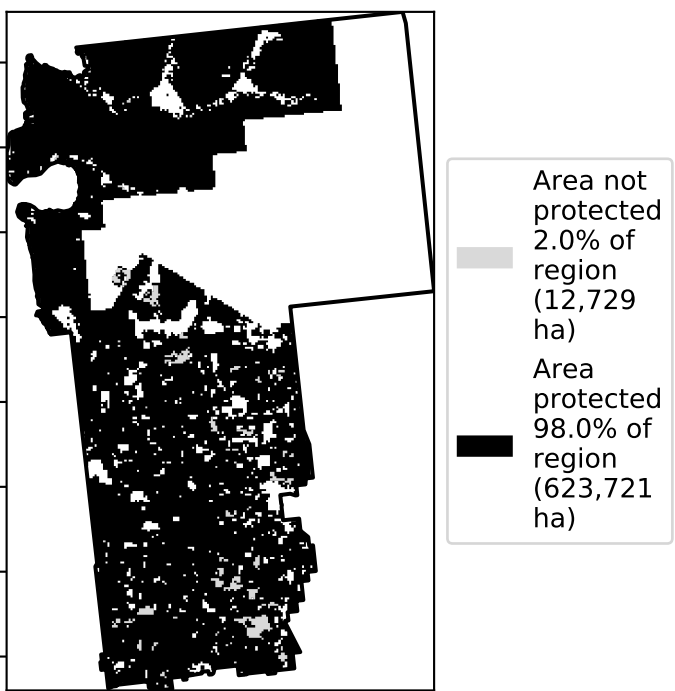 Area not
protected
2.0% of
region
(12,729
ha)
Area
protected
98.0% of
region
(623,721
ha)